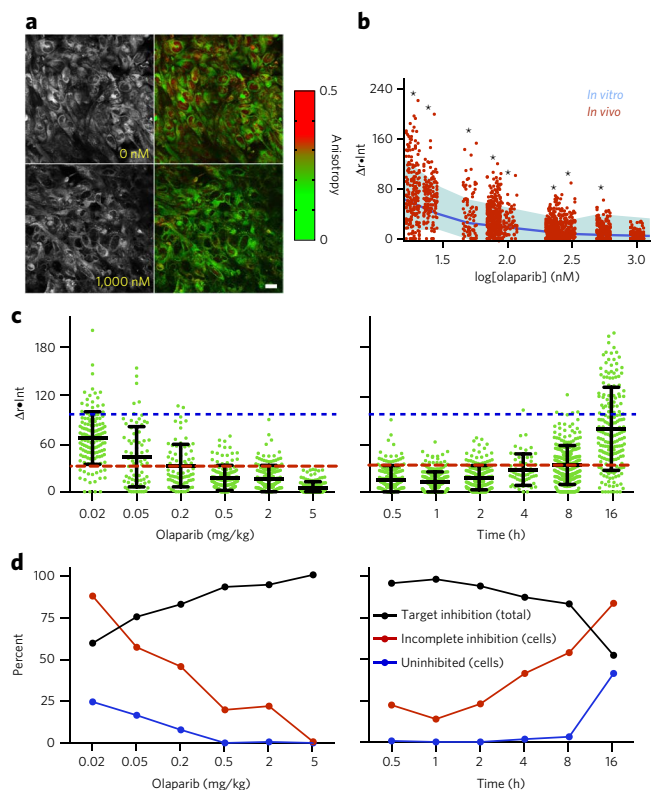 a
0 nM
1,000 nM
0.5
Anisotropy
0
b
240
160
80
0
Δr•Int
In vitro
In vivo
* * * * * * * *
1.5 2.0 2.5 3.0
log[olaparib] (nM)
c
180
120
60
0
Δr•Int
0.02 0.05 0.2 0.5 2 5
Olaparib (mg/kg)
0.5 1 2 4 8 16
Time (h)
d
100
75
50
25
0
Percent
0.02 0.05 0.2 0.5 2 5
Olaparib (mg/kg)
Target inhibition (total)
Incomplete inhibition (cells)
Uninhibited (cells)
0.5 1 2 4 8 16
Time (h)